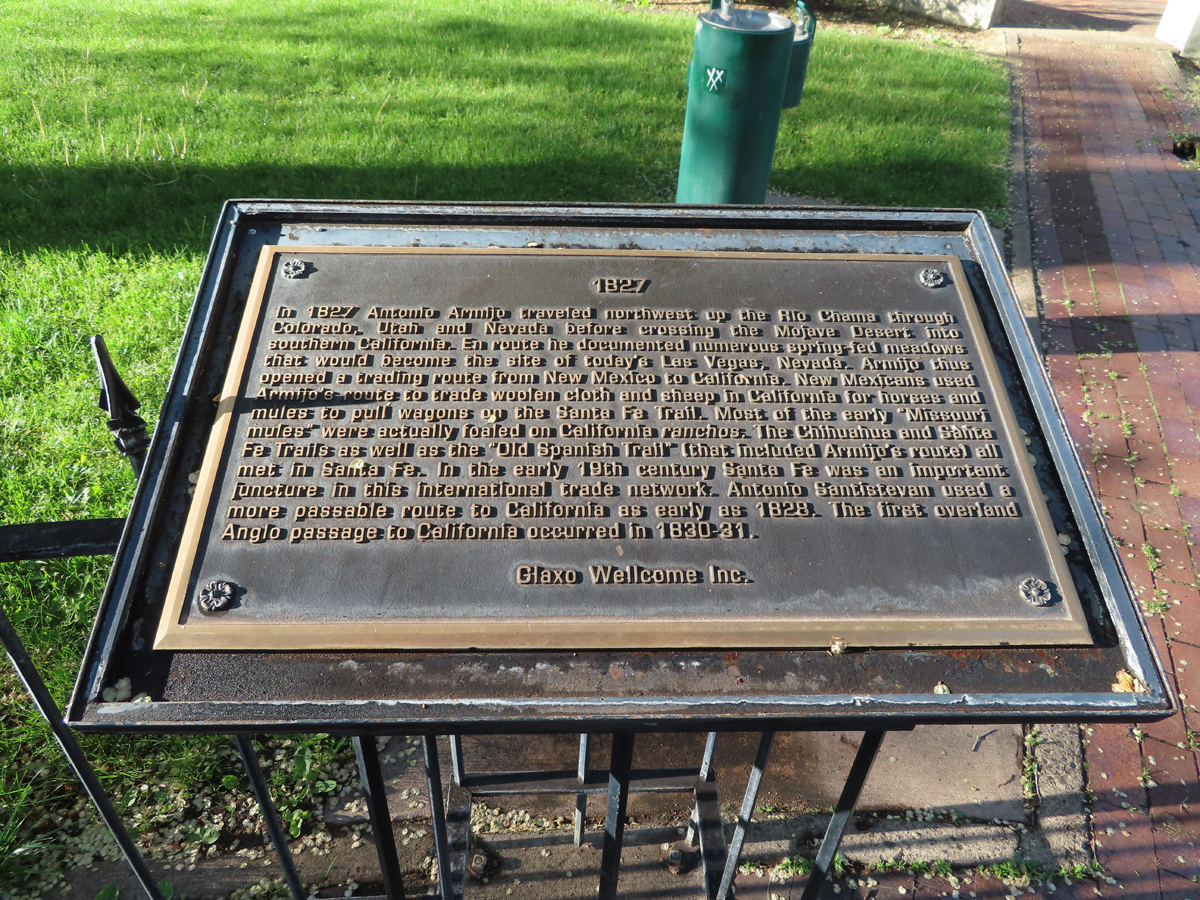 1827
In 1827 Antonio Armijo traveled northwest up the Rio Chama through
Colorado, Utah and Nevada before crossing the Mojave Desert into
southern California. En route he documented numerous spring-fed meadows
that would become the site of today's Las Vegas, Nevada. Armijo thus
opened a trading route from New Mexico to California. New Mexicans used
Armijo's route to trade woolen cloth and sheep in California for horses and
mules to pull wagons on the Santa Fe Trail. Most of the early "Missouri
mules" were actually foaled on California ranchos. The Chihuahua and Santa
Fe Trails as well as the "Old Spanish Trail" (that included Armijo's route) all
met in Santa Fe. In the early 19th century Santa Fe was an important
juncture in this international trade network. Antonio Santistevan used a
more passable route to California as early as 1828. The first overland
Anglo passage to California occurred in 1830-31.
Glaxo Wellcome Inc.